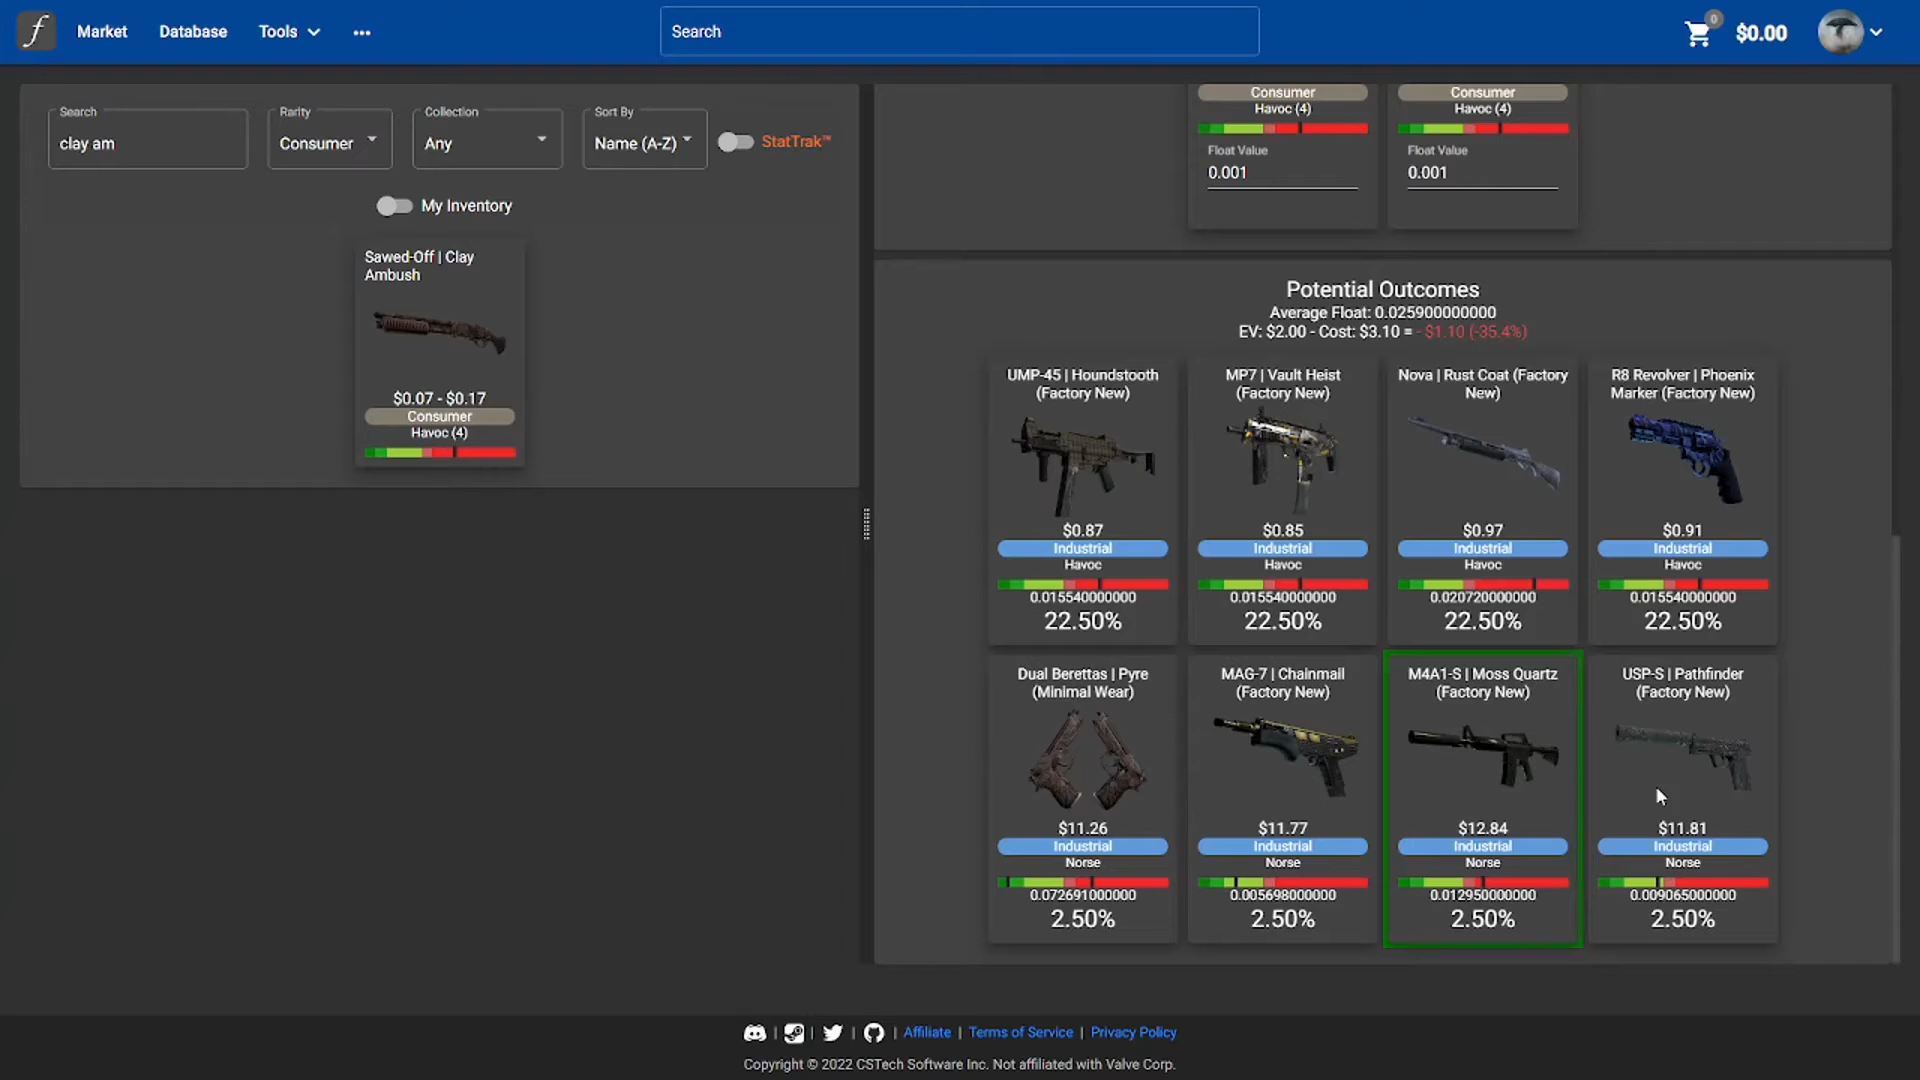 f
Market
Database
Tools
Search
0
$0.00
Search
clay am
Rarity
Consumer
Collection
Any
Sort By
Name (A-Z)
StatTrak™
My Inventory
Sawed-Off | Clay
Ambush
$0.07 - $0.17
Consumer
Havoc (4)
Consumer
Havoc (4)
Float Value
0.001
Consumer
Havoc (4)
Float Value
0.001
Potential Outcomes
Average Float: 0.025900000000
EV: $2.00 - Cost: $3.10 = - $1.10 (-35.4%)
UMP-45 | Houndstooth
(Factory New)
$0.87
Industrial
Havoc
0.015540000000
22.50%
MP7 | Vault Heist
(Factory New)
$0.85
Industrial
Havoc
0.015540000000
22.50%
Nova | Rust Coat (Factory
New)
$0.97
Industrial
Havoc
0.020720000000
22.50%
R8 Revolver | Phoenix
Marker (Factory New)
$0.91
Industrial
Havoc
0.015540000000
22.50%
Dual Berettas | Pyre
(Minimal Wear)
$11.26
Industrial
Norse
0.072691000000
2.50%
MAG-7 | Chainmail
(Factory New)
$11.77
Industrial
Norse
0.005698000000
2.50%
M4A1-S | Moss Quartz
(Factory New)
$12.84
Industrial
Norse
0.012950000000
2.50%
USP-S | Pathfinder
(Factory New)
$11.81
Industrial
Norse
0.009065000000
2.50%
| | | | Affiliate | Terms of Service | Privacy Policy
Copyright © 2022 CSTech Software Inc. Not affiliated with Valve Corp.